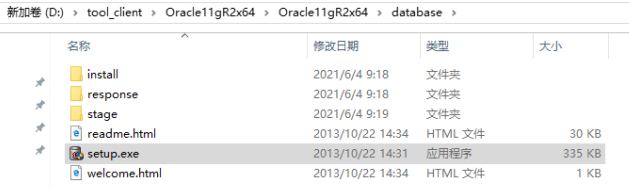 新加卷 (D:) > tool_client > Oracle11gR2x64 > Oracle11gR2x64 > database >
名称 修改日期 类型 大小
install 2021/6/4 9:18 文件夹
response 2021/6/4 9:18 文件夹
stage 2021/6/4 9:19 文件夹
readme.html 2013/10/22 14:34 HTML 文件 30 KB
setup.exe 2013/10/22 14:31 应用程序 335 KB
welcome.html 2013/10/22 14:34 HTML 文件 1 KB